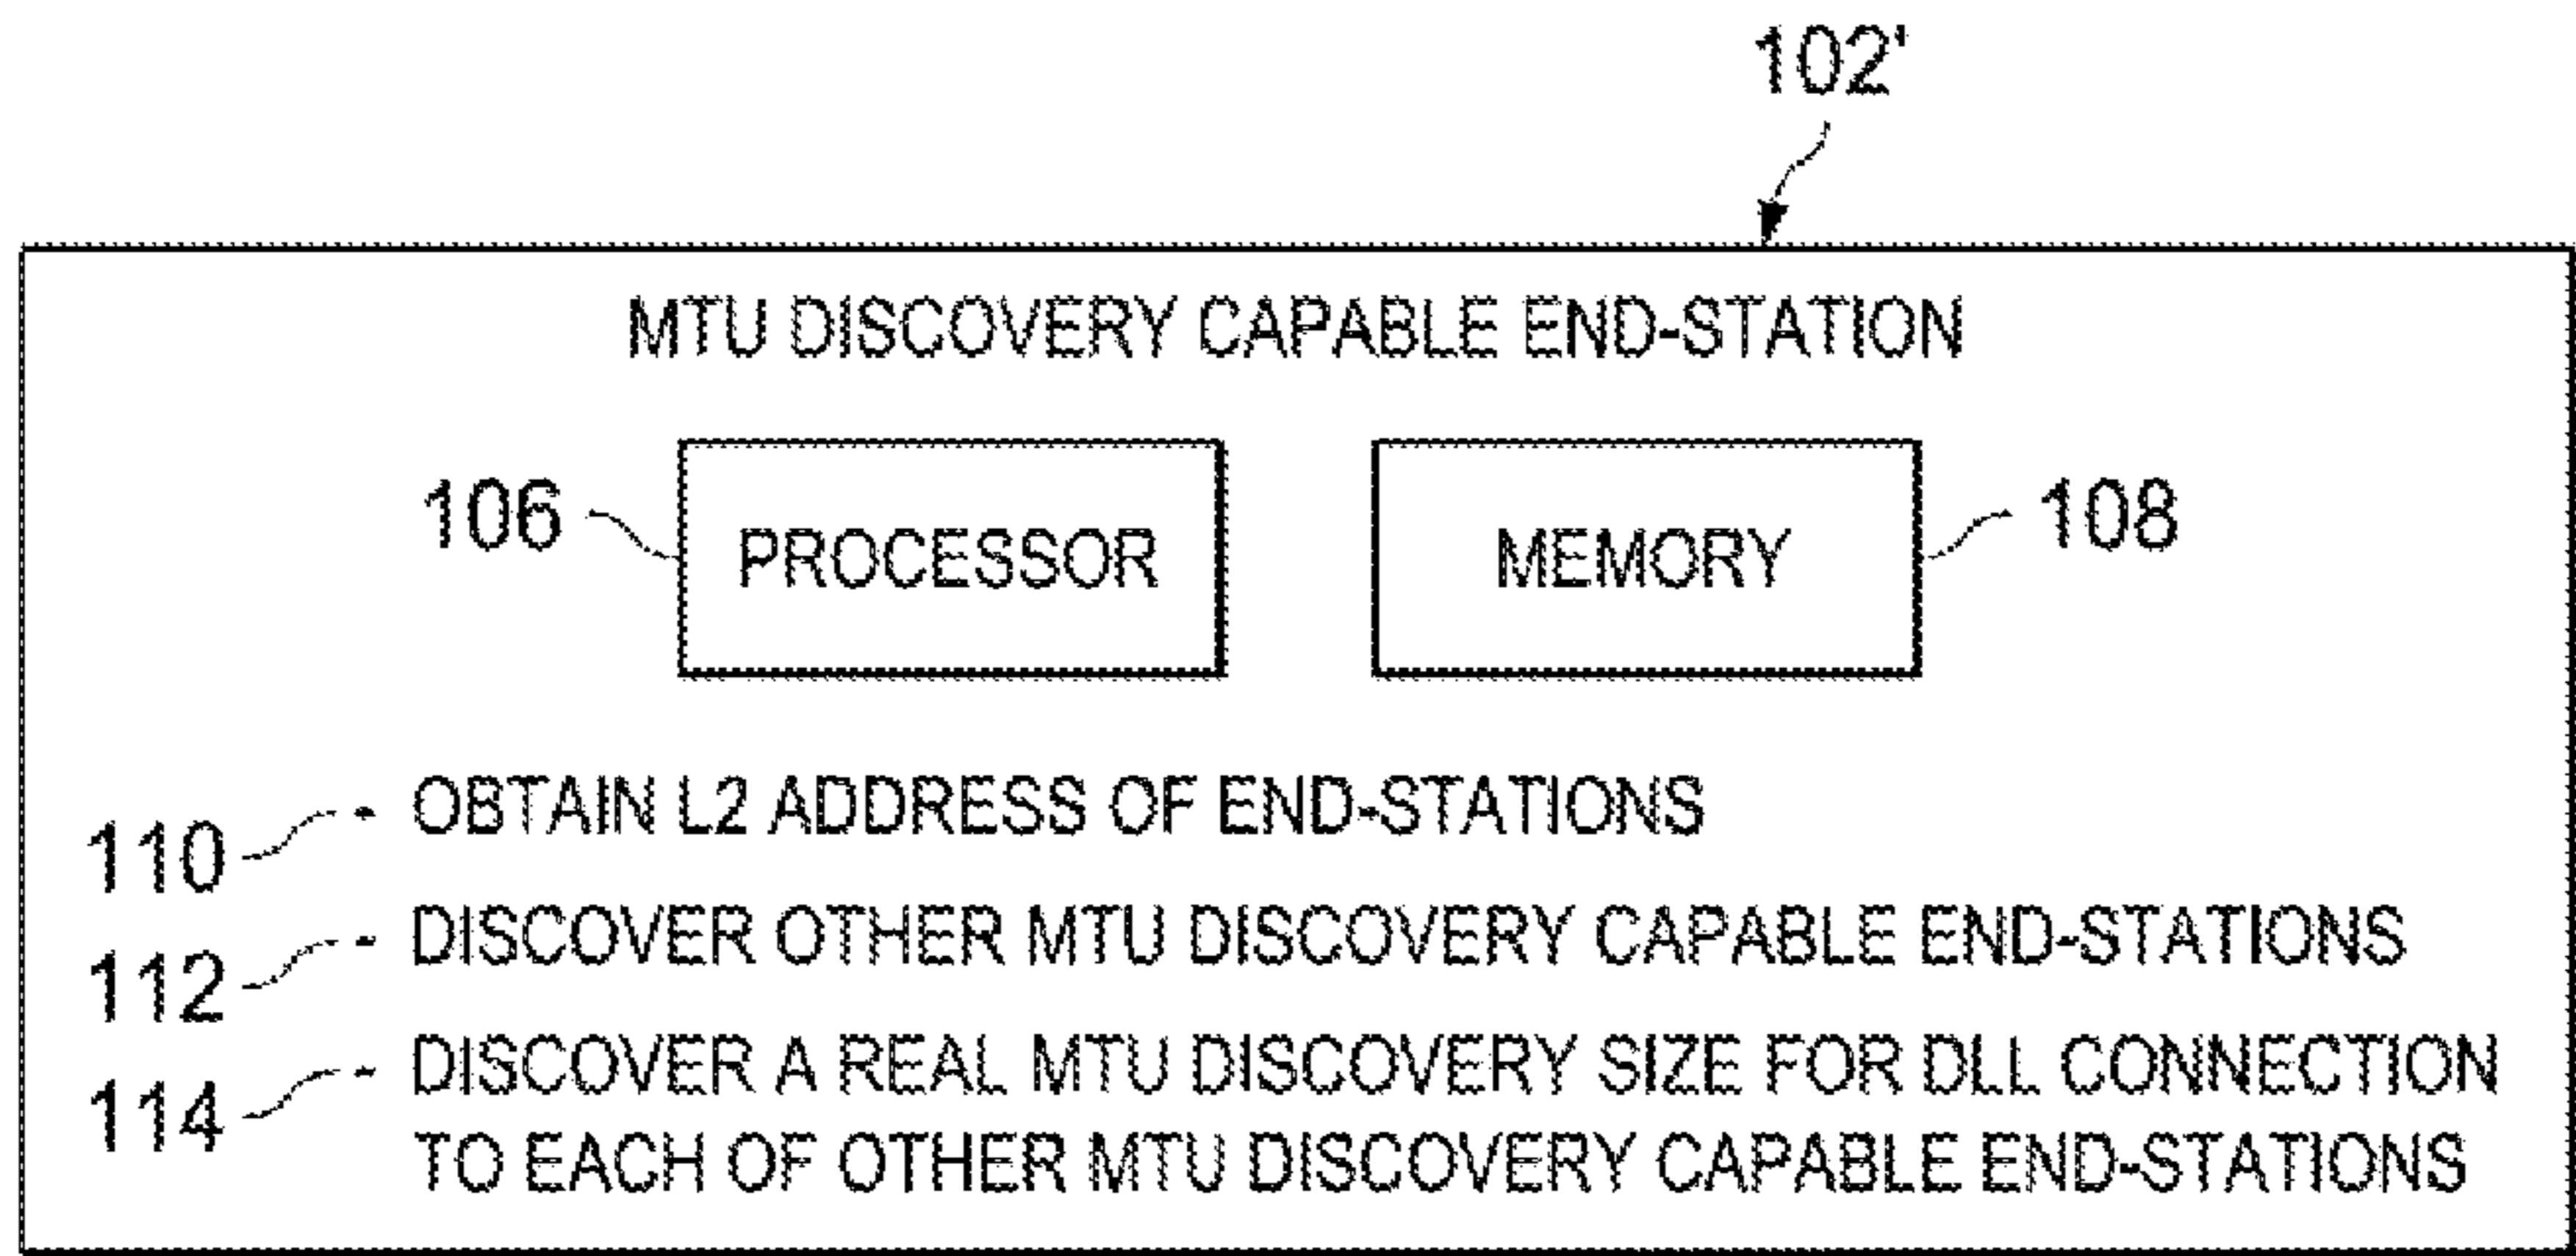 102'
MTU DISCOVERY CAPABLE END-STATION
106
PROCESSOR
MEMORY
108
110 - OBTAIN L2 ADDRESS OF END-STATIONS
112 - DISCOVER OTHER MTU DISCOVERY CAPABLE END-STATIONS
114 - DISCOVER A REAL MTU DISCOVERY SIZE FOR DLL CONNECTION
TO EACH OF OTHER MTU DISCOVERY CAPABLE END-STATIONS